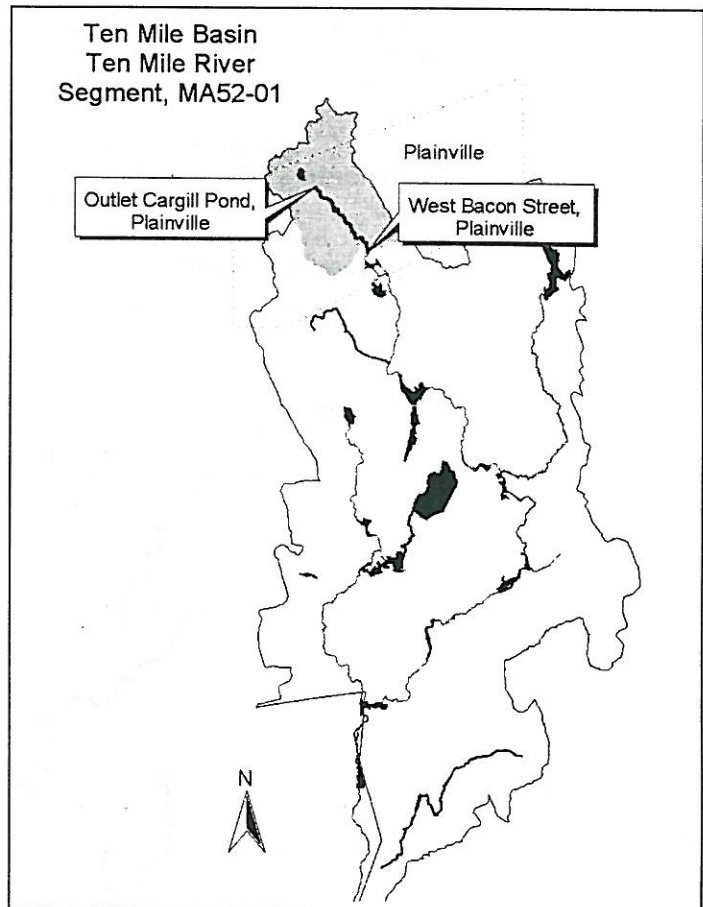 Ten Mile Basin
Ten Mile River
Segment, MA52-01
Plainville
Outlet Cargill Pond,
Plainville
West Bacon Street,
Plainville
N